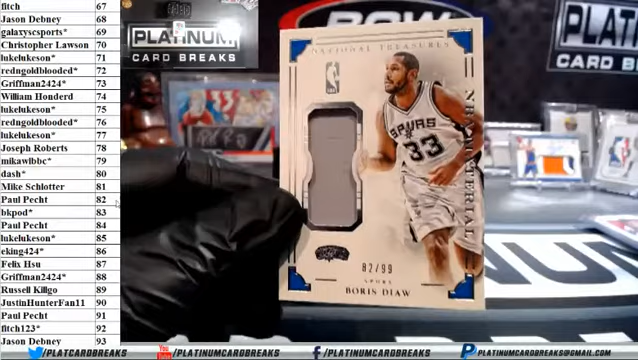 fitch 67
Jason Debney 68
galaxyscsports* 69
Christopher Lawson 70
lukelukeson* 71
redngoldblooded* 72
Griffman2424* 73
William Honderd 74
lukelukeson* 75
redngoldblooded* 76
lukelukeson* 77
Joseph Roberts 78
mikawlbbc* 79
dash* 80
Mike Schlotter 81
Paul Pecht 82
bkpod* 83
Paul Pecht 84
lukelukeson* 85
eking424* 86
Felix Hsu 87
Griffman2424* 88
Russell Killgo 89
JustinHunterFan11 90
Paul Pecht 91
fitch123* 92
Jason Debney 93
PLATINUM
CARD BREAKS
PLATINUM
CARD BREAKS
NATIONAL TREASURES
NBA MATERIAL
SPURS
33
82/99
SPURS
BORIS DIAW
/PLATCARDBREAKS
/PLATINUMCARDBREAKS
/PLATINUMCARDBREAKS
PLATINUMCARDBREAKS